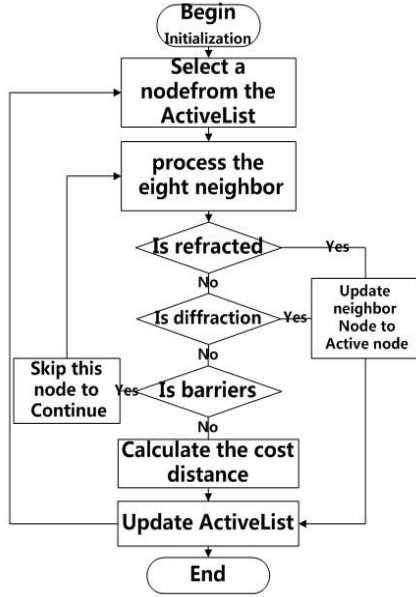 Begin
Initialization
Select a
nodefrom the
ActiveList
process the
eight neighbor
Is refracted
Yes
No
Is diffraction
Yes
Update
neighbor
Node to
Active node
No
Skip this
node to
Continue
Yes
Is barriers
No
Calculate the cost
distance
Update ActiveList
End